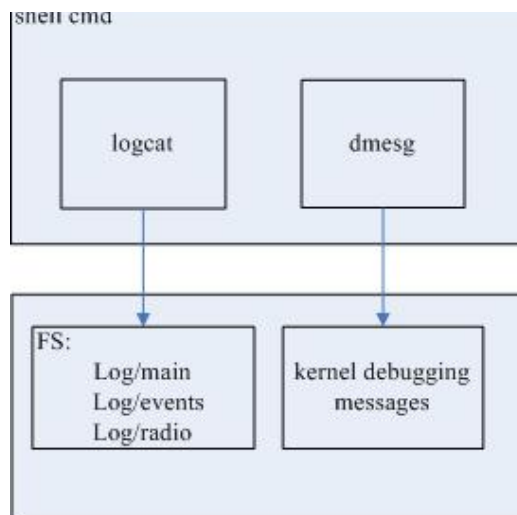 shell cmd
logcat
dmesg
FS:
Log/main
Log/events
Log/radio
kernel debugging
messages